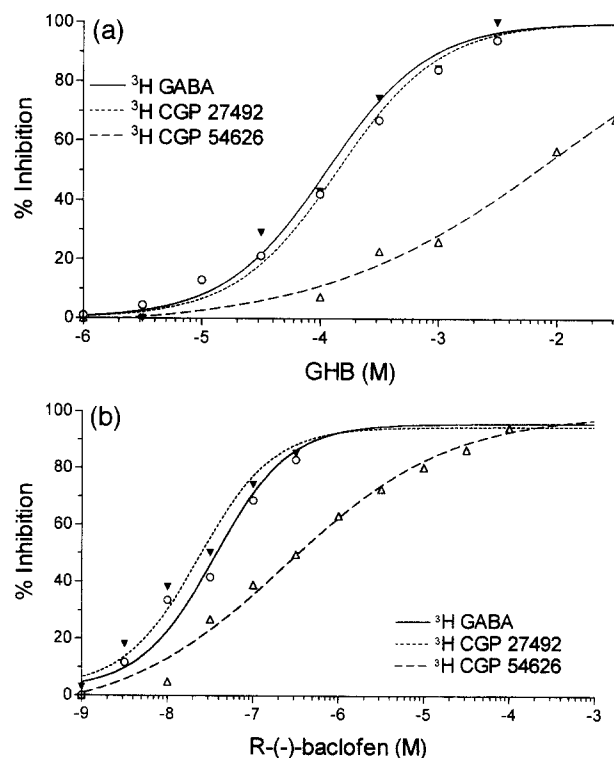 (a)
100
80
60
40
20
0
% Inhibition
³H GABA
³H CGP 27492
³H CGP 54626
-6 -5 -4 -3 -2
GHB (M)
(b)
100
80
60
40
20
0
% Inhibition
³H GABA
³H CGP 27492
³H CGP 54626
-9 -8 -7 -6 -5 -4 -3
R-(-)-baclofen (M)